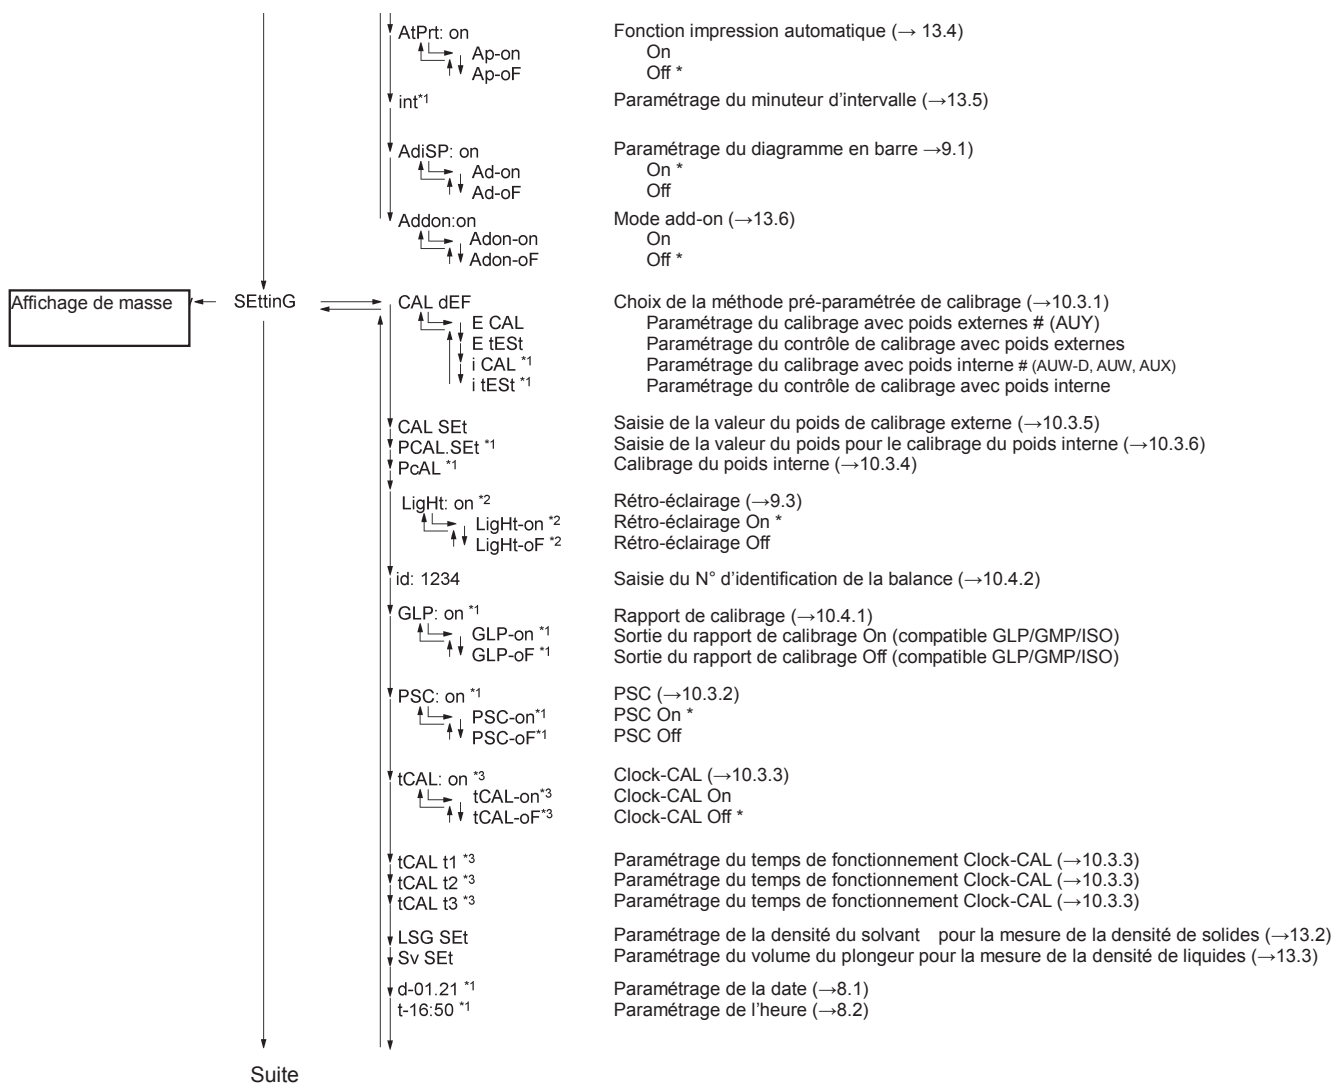 AtPrt: on Fonction impression automatique (→ 13.4)
Ap-on On
Ap-oF Off *
int*1 Paramétrage du minuteur d'intervalle (→13.5)
AdiSP: on Paramétrage du diagramme en barre →9.1)
Ad-on On *
Ad-oF Off
Addon:on Mode add-on (→13.6)
Adon-on On
Adon-oF Off *
Affichage de masse SEttinG CAL dEF Choix de la méthode pré-paramétrée de calibrage (→10.3.1)
E CAL Paramétrage du calibrage avec poids externes # (AUY)
E tESt Paramétrage du contrôle de calibrage avec poids externes
i CAL *1 Paramétrage du calibrage avec poids interne # (AUW-D, AUW, AUX)
i tESt *1 Paramétrage du contrôle de calibrage avec poids interne
CAL SEt Saisie de la valeur du poids de calibrage externe (→10.3.5)
PCAL.SEt *1 Saisie de la valeur du poids pour le calibrage du poids interne (→10.3.6)
PcAL *1 Calibrage du poids interne (→10.3.4)
LigHt: on *2 Rétro-éclairage (→9.3)
LigHt-on *2 Rétro-éclairage On *
LigHt-oF *2 Rétro-éclairage Off
id: 1234 Saisie du N° d'identification de la balance (→10.4.2)
GLP: on *1 Rapport de calibrage (→10.4.1)
GLP-on *1 Sortie du rapport de calibrage On (compatible GLP/GMP/ISO)
GLP-oF *1 Sortie du rapport de calibrage Off (compatible GLP/GMP/ISO)
PSC: on *1 PSC (→10.3.2)
PSC-on*1 PSC On *
PSC-oF*1 PSC Off
tCAL: on *3 Clock-CAL (→10.3.3)
tCAL-on*3 Clock-CAL On
tCAL-oF*3 Clock-CAL Off *
tCAL t1 *3 Paramétrage du temps de fonctionnement Clock-CAL (→10.3.3)
tCAL t2 *3 Paramétrage du temps de fonctionnement Clock-CAL (→10.3.3)
tCAL t3 *3 Paramétrage du temps de fonctionnement Clock-CAL (→10.3.3)
LSG SEt Paramétrage de la densité du solvant pour la mesure de la densité de solides (→13.2)
Sv SEt Paramétrage du volume du plongeur pour la mesure de la densité de liquides (→13.3)
d-01.21 *1 Paramétrage de la date (→8.1)
t-16:50 *1 Paramétrage de l'heure (→8.2)
Suite